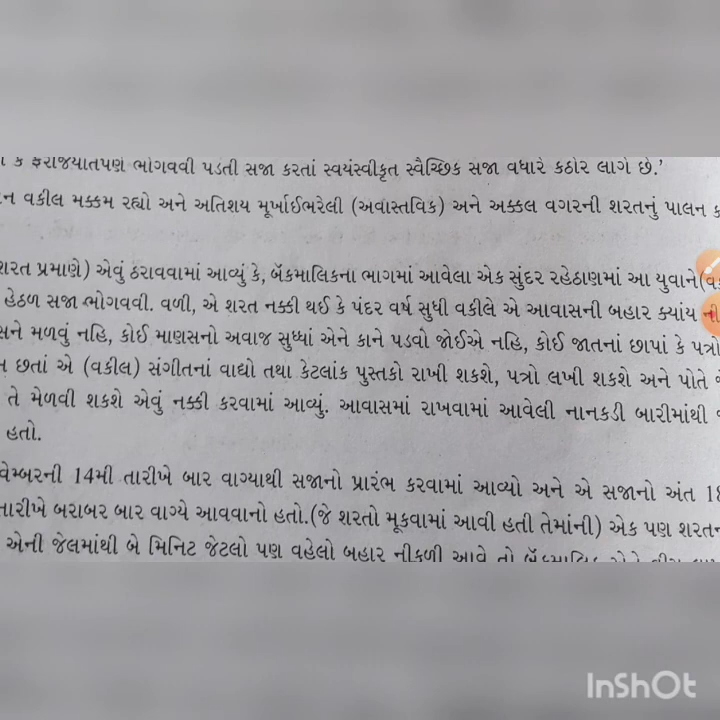 ફરાજયાતપણે ભોગવવી પડતી સજા કરતાં સ્વયંસ્વીકૃત સ્વૈચ્છિક સજા વધારે કઠોર લાગે છે.'
વકીલ મક્કમ રહ્યો અને અતિશય મૂર્ખાઈભરેલી (અવાસ્તવિક) અને અક્કલ વગરની શરતનું પાલન
શરત પ્રમાણે) એવું ઠરાવવામાં આવ્યું કે, બૅંકમાલિકના ભાગમાં આવેલા એક સુંદર રહેઠાણમાં આ યુવાને
હેઠળ સજા ભોગવવી. વળી, એ શરત નક્કી થઈ કે પંદર વર્ષ સુધી વકીલે એ આવાસની બહાર ક્યાંય
મળવું નહિ, કોઈ માણસનો અવાજ સુધ્ધાં એને કાને પડવો જોઈએ નહિ, કોઈ જાતનાં છાપાં કે પત્રો
છતાં એ (વકીલ) સંગીતનાં વાદ્યો તથા કેટલાંક પુસ્તકો રાખી શકશે, પત્રો લખી શકશે અને પોતે
તે મેળવી શકશે એવું નક્કી કરવામાં આવ્યું. આવાસમાં રાખવામાં આવેલી નાનકડી બારીમાંથી
હતો.
વેમ્બરની 14મી તારીખે બાર વાગ્યાથી સજાનો પ્રારંભ કરવામાં આવ્યો અને એ સજાનો અંત
તારીખે બરાબર બાર વાગ્યે આવવાનો હતો.(જે શરતો મૂકવામાં આવી હતી તેમાંની) એક પણ
એની જેલમાંથી બે મિનિટ જેટલો પણ વહેલો બહાર નીકળી આવે તો
InShOt